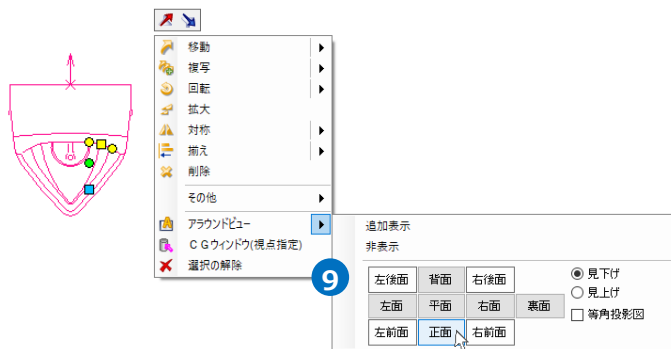 移動
複写
回転
拡大
対称
揃え
削除
その他
アラウンドビュー
CGウィンドウ(視点指定)
選択の解除
追加表示
非表示
9
左後面 背面 右後面
左面 平面 右面 裏面
左前面 正面 右前面
見下げ
見上げ
等角投影図